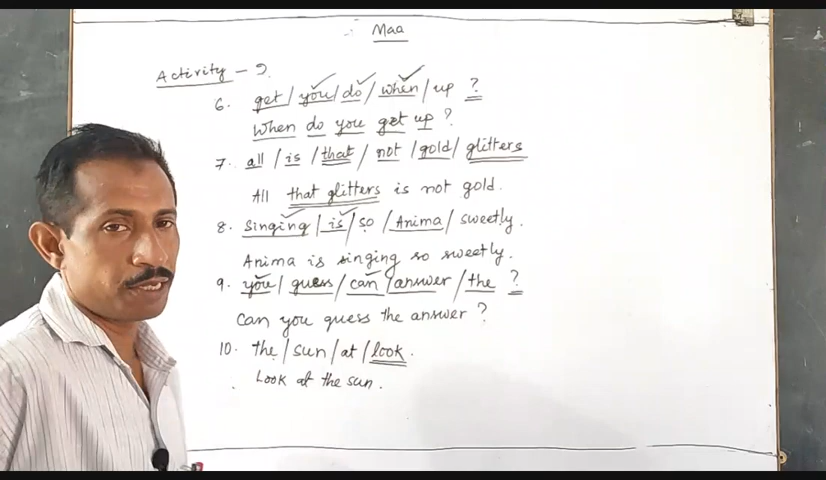 Maa
Activity - 9.
6. get / you / do / when / up ?
When do you get up ?
7. all / is / that / not / gold / glitters
All that glitters is not gold.
8. singing / is / so / Anima / sweetly.
Anima is singing so sweetly.
9. you / guess / can / answer / the ?
Can you guess the answer ?
10. the / sun / at / look.
Look at the sun.